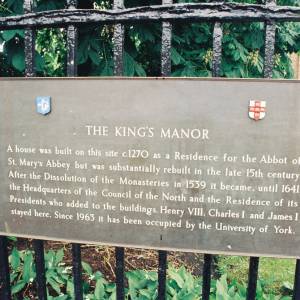 THE KING'S MANOR
A house was built on this site c.1270 as a Residence for the Abbot of
St. Mary's Abbey but was substantially rebuilt in the late 15th century.
After the Dissolution of the Monasteries in 1539 it became, until 1641
the Headquarters of the Council of the North and the Residence of its
Presidents who added to the buildings. Henry VIII, Charles I and James I
stayed here. Since 1963 it has been occupied by the University of York.